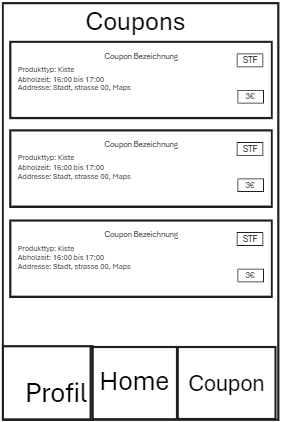 Coupons
Coupon Bezeichnung
STF
Produkttyp: Kiste
Abholzeit: 16:00 bis 17:00
Addresse: Stadt, strasse 00, Maps
3€
Coupon Bezeichnung
STF
Produkttyp: Kiste
Abholzeit: 16:00 bis 17:00
Addresse: Stadt, strasse 00, Maps
3€
Coupon Bezeichnung
STF
Produkttyp: Kiste
Abholzeit: 16:00 bis 17:00
Addresse: Stadt, strasse 00, Maps
3€
Profil Home Coupon